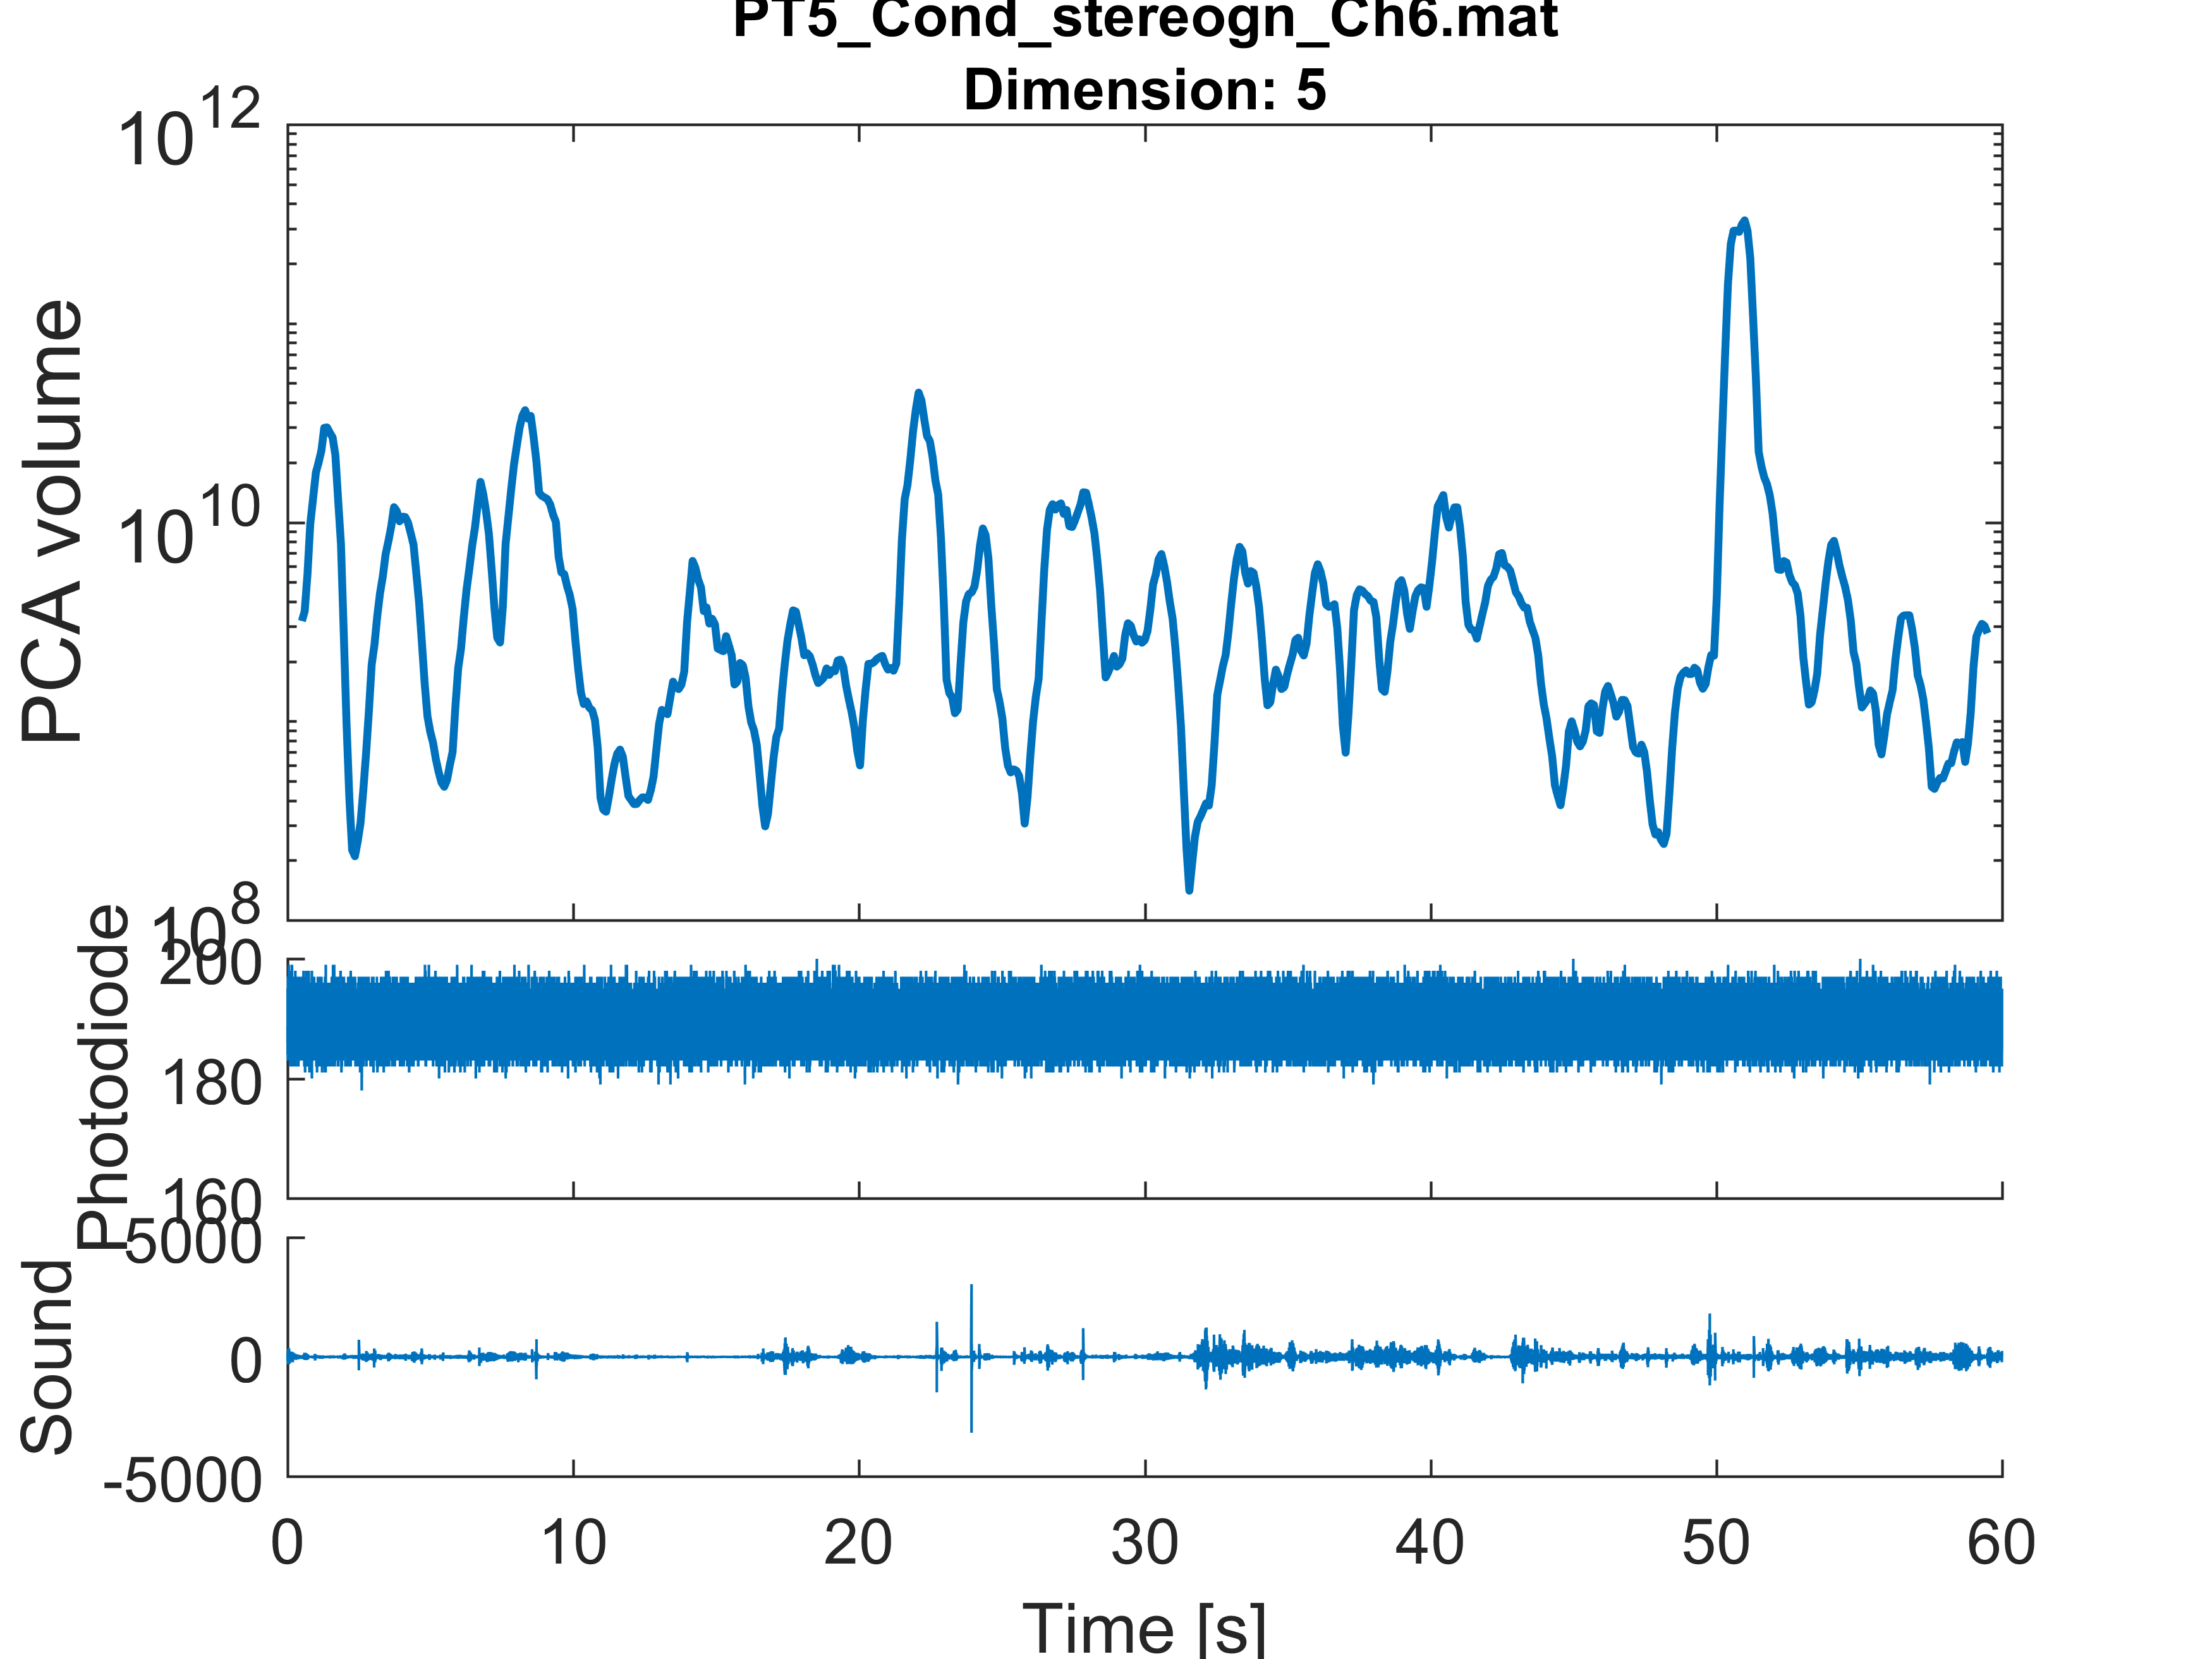 PT5_Cond_stereogn_Ch6.mat
Dimension: 5
10^12
10^10
10^8
PCA volume
200
180
160
Photodiode
5000
0
-5000
Sound
0 10 20 30 40 50 60
Time [s]